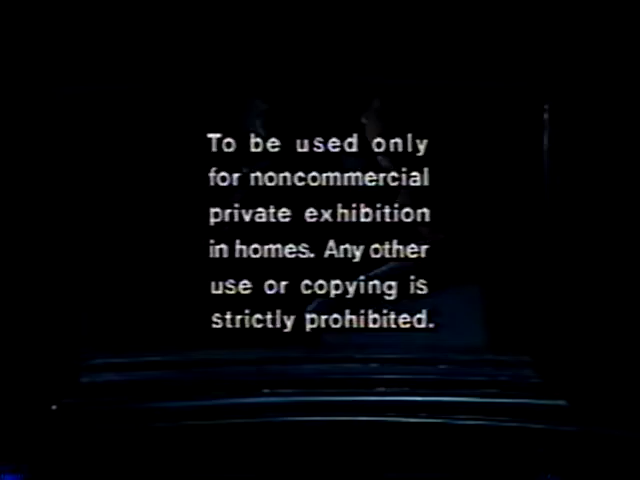 To be used only
for noncommercial
private exhibition
in homes. Any other
use or copying is
strictly prohibited.